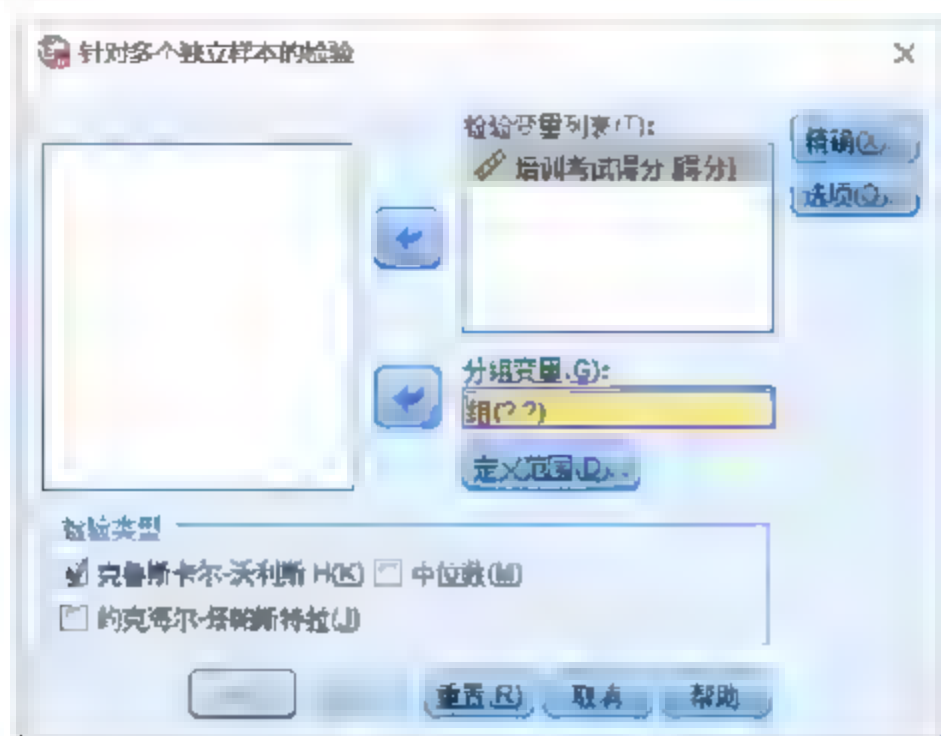 针对多个独立样本的检验
检验变量列表(T):
培训考试得分 [得分]
精确(X)...
选项(O)...
分组变量(G):
组(? ?)
定义范围(D)...
检验类型
克鲁斯卡尔-沃利斯 H(K) 中位数(M)
约克海尔-塔帕斯特拉(J)
重置(R) 取消 帮助